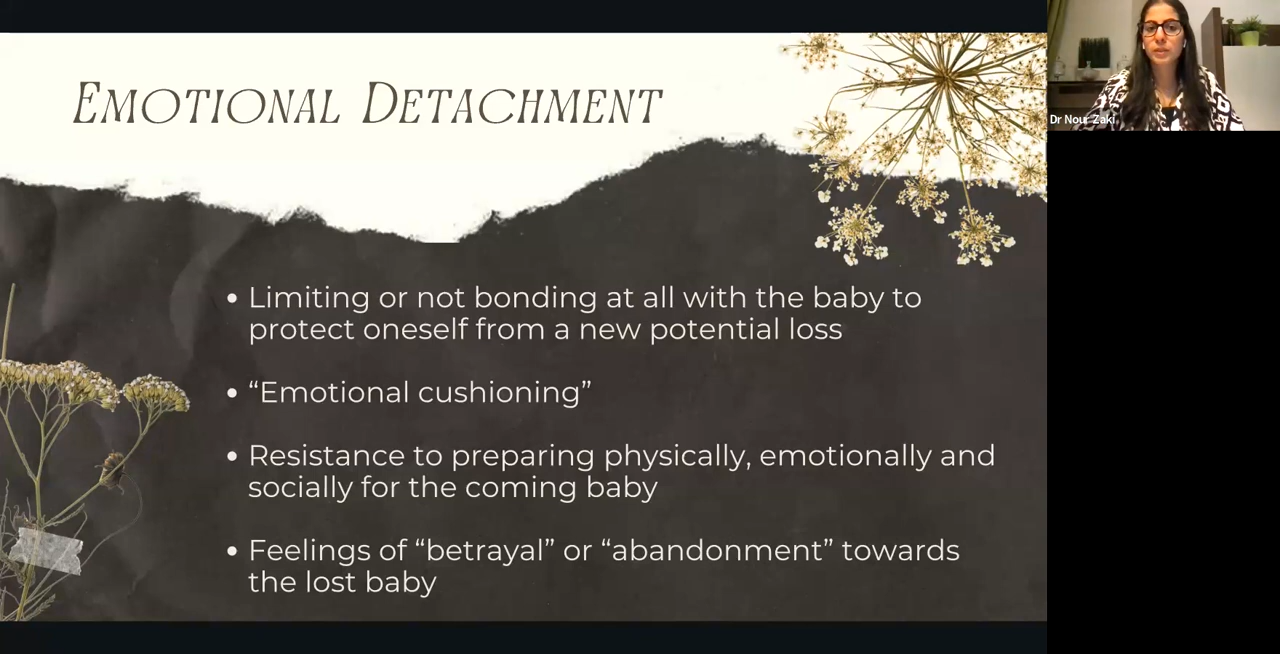 EMOTIONAL DETACHMENT
• Limiting or not bonding at all with the baby to
protect oneself from a new potential loss
• “Emotional cushioning”
• Resistance to preparing physically, emotionally and
socially for the coming baby
• Feelings of “betrayal” or “abandonment” towards
the lost baby
Dr Nour Zaki